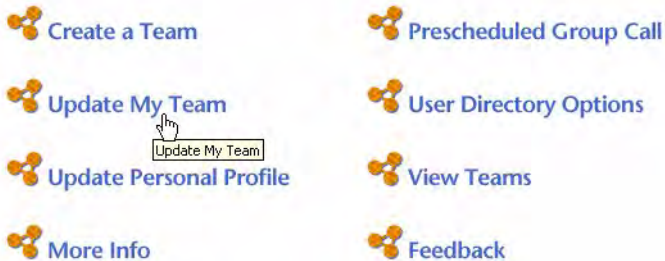 Create a Team
Prescheduled Group Call
Update My Team
User Directory Options
Update My Team
Update Personal Profile
View Teams
More Info
Feedback